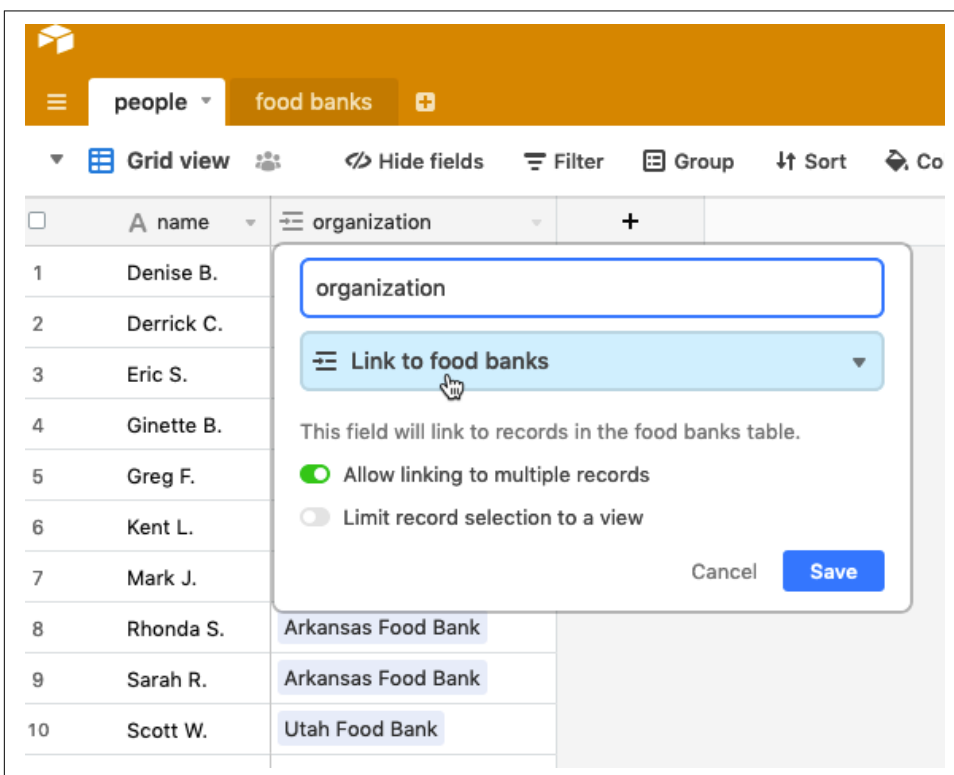 people food banks
Grid view Hide fields Filter Group Sort Co
A name organization +
organization
Link to food banks
This field will link to records in the food banks table.
Allow linking to multiple records
Limit record selection to a view
Cancel Save
1 Denise B.
2 Derrick C.
3 Eric S.
4 Ginette B.
5 Greg F.
6 Kent L.
7 Mark J.
8 Rhonda S. Arkansas Food Bank
9 Sarah R. Arkansas Food Bank
10 Scott W. Utah Food Bank